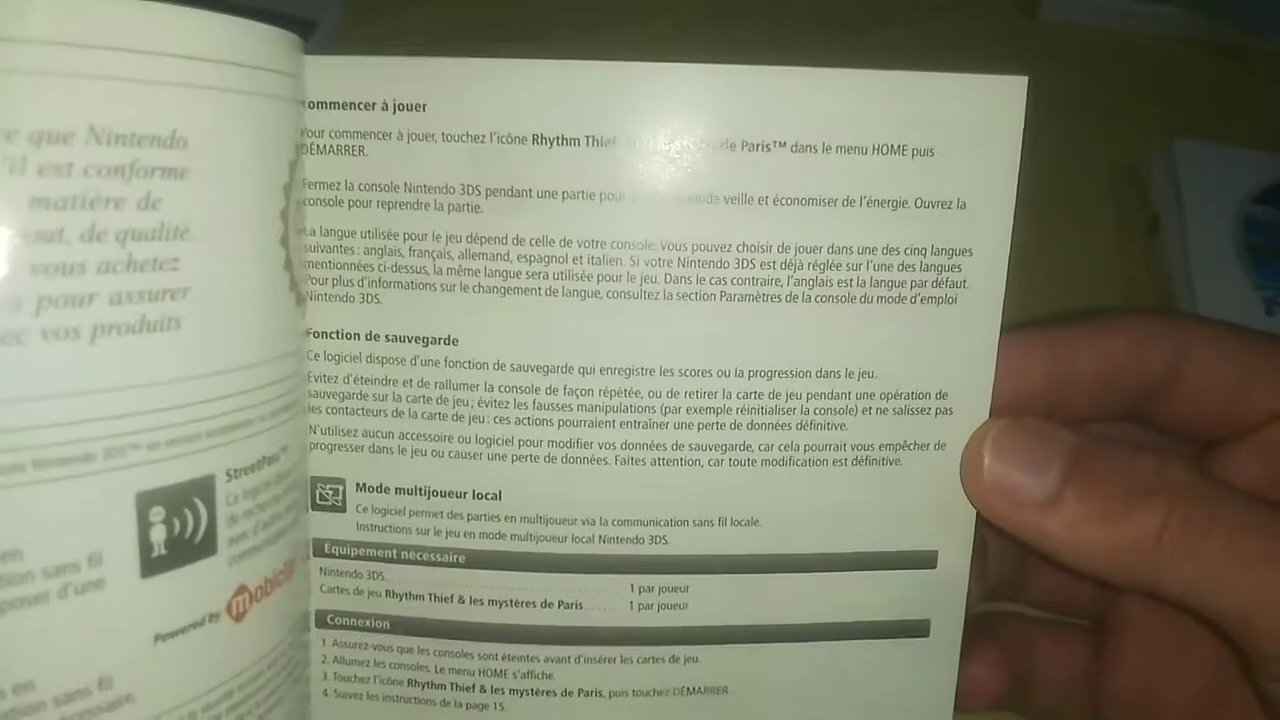 e que Nintendo
il est conforme
matière de
out, de qualité
vous achetez
s pour assurer
ec vos produits
StreetPass™
en
tion sans fil
poser d'une
Powered by mobiclip
s en
ation sans fil
ommencer à jouer
Pour commencer à jouer, touchez l'icône Rhythm Thief de Paris™ dans le menu HOME puis
DÉMARRER.
Fermez la console Nintendo 3DS pendant une partie pour veille et économiser de l'énergie. Ouvrez la
console pour reprendre la partie.
La langue utilisée pour le jeu dépend de celle de votre console. Vous pouvez choisir de jouer dans une des cinq langues
suivantes : anglais, français, allemand, espagnol et italien. Si votre Nintendo 3DS est déjà réglée sur l'une des langues
mentionnées ci-dessus, la même langue sera utilisée pour le jeu. Dans le cas contraire, l'anglais est la langue par défaut.
Pour plus d'informations sur le changement de langue, consultez la section Paramètres de la console du mode d'emploi
Nintendo 3DS.
Fonction de sauvegarde
Ce logiciel dispose d'une fonction de sauvegarde qui enregistre les scores ou la progression dans le jeu.
Évitez d'éteindre et de rallumer la console de façon répétée, ou de retirer la carte de jeu pendant une opération de
sauvegarde sur la carte de jeu ; évitez les fausses manipulations (par exemple réinitialiser la console) et ne salissez pas
les contacteurs de la carte de jeu : ces actions pourraient entraîner une perte de données définitive.
N'utilisez aucun accessoire ou logiciel pour modifier vos données de sauvegarde, car cela pourrait vous empêcher de
progresser dans le jeu ou causer une perte de données. Faites attention, car toute modification est définitive.
Mode multijoueur local
Ce logiciel permet des parties en multijoueur via la communication sans fil locale.
Instructions sur le jeu en mode multijoueur local Nintendo 3DS.
Équipement nécessaire
Nintendo 3DS 1 par joueur
Cartes de jeu Rhythm Thief & les mystères de Paris 1 par joueur
Connexion
1. Assurez-vous que les consoles sont éteintes avant d'insérer les cartes de jeu.
2. Allumez les consoles. Le menu HOME s'affiche.
3. Touchez l'icône Rhythm Thief & les mystères de Paris, puis touchez DÉMARRER.
4. Suivez les instructions de la page 15.